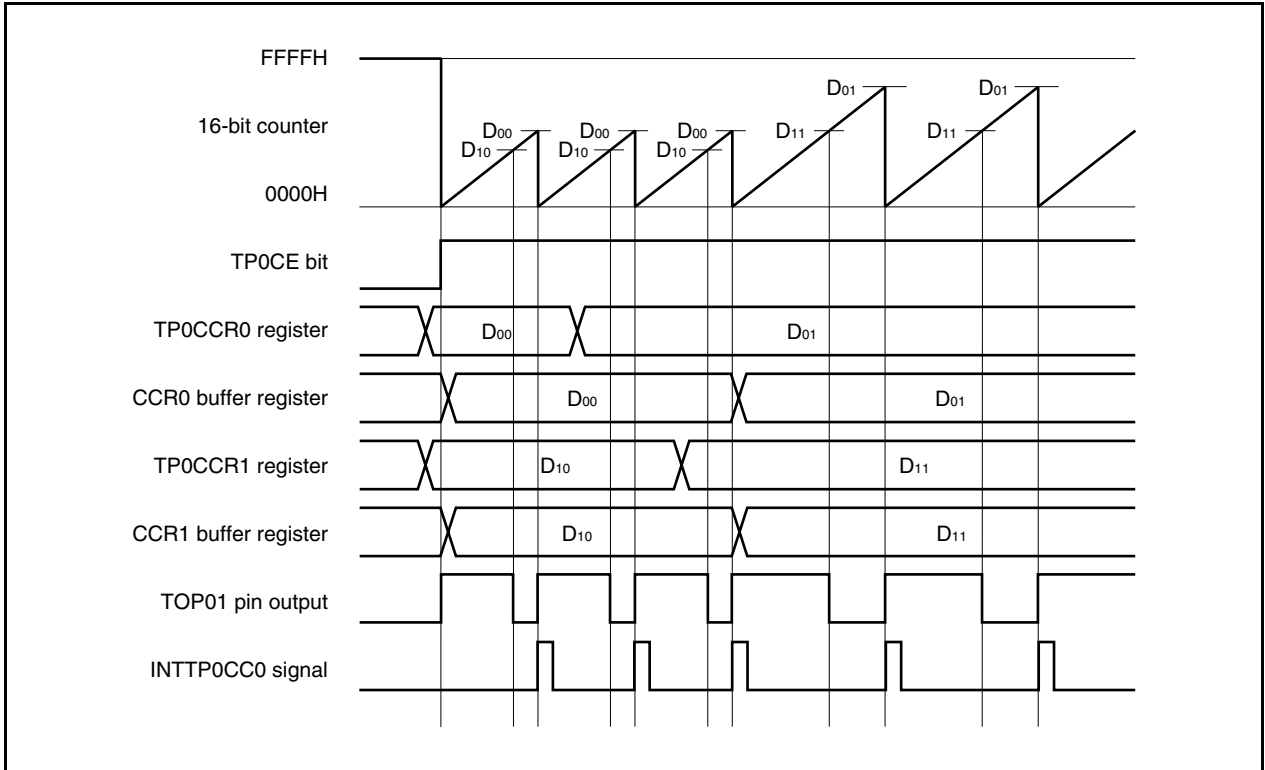 FFFFH
16-bit counter
0000H
D00 D00 D00 D01 D01
D10 D10 D10 D11 D11
TP0CE bit
TP0CCR0 register D00 D01
CCR0 buffer register D00 D01
TP0CCR1 register D10 D11
CCR1 buffer register D10 D11
TOP01 pin output
INTTP0CC0 signal